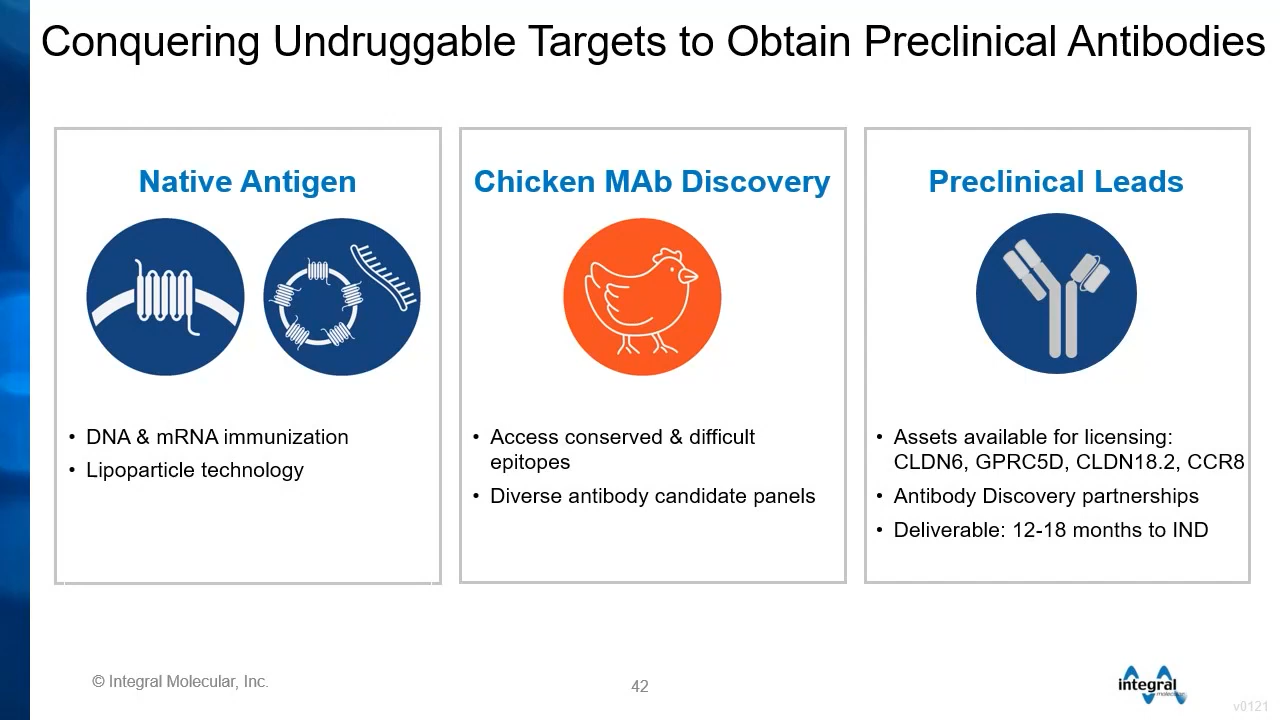 Conquering Undruggable Targets to Obtain Preclinical Antibodies
Native Antigen
• DNA & mRNA immunization
• Lipoparticle technology
Chicken MAb Discovery
• Access conserved & difficult
epitopes
• Diverse antibody candidate panels
Preclinical Leads
• Assets available for licensing:
CLDN6, GPRC5D, CLDN18.2, CCR8
• Antibody Discovery partnerships
• Deliverable: 12-18 months to IND
© Integral Molecular, Inc.
42
integral
molecular
v0121